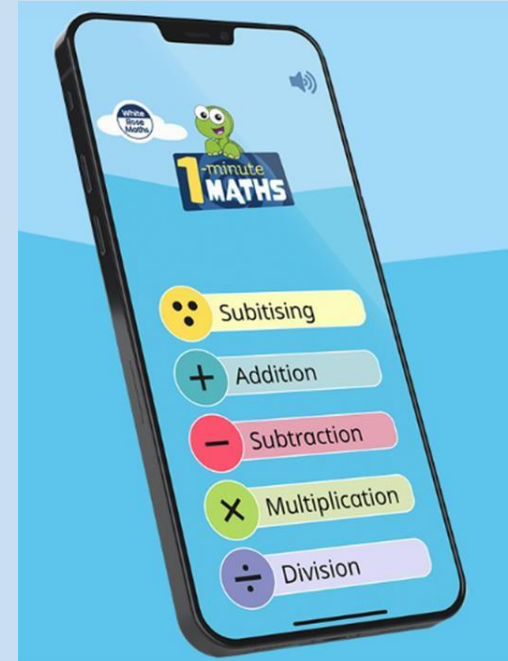 White
Rose
Maths
1-minute
MATHS
Subitising
+ Addition
− Subtraction
× Multiplication
÷ Division